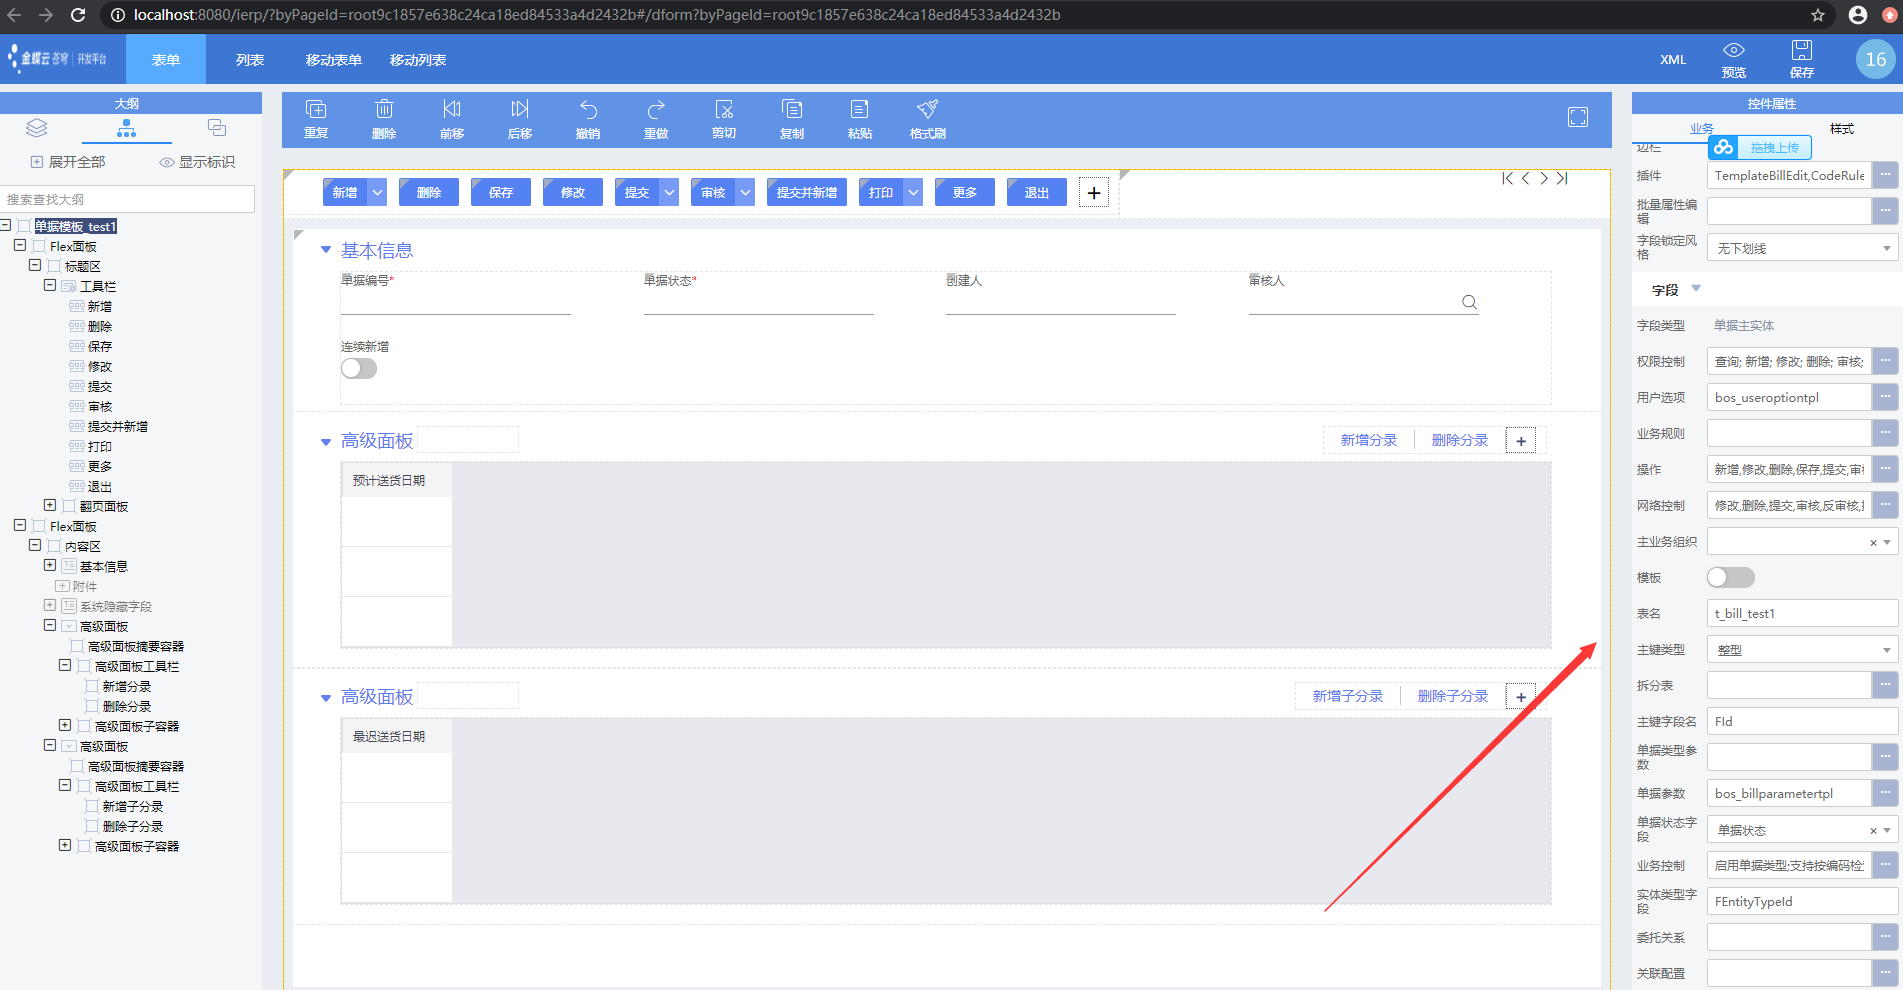 localhost:8080/ierp/?byPageId=root9c1857e638c24ca18ed84533a4d2432b#/dform?byPageId=root9c1857e638c24ca18ed84533a4d2432b
金蝶云 苍穹 | 开发平台
表单
列表
移动表单
移动列表
XML
预览
保存
16
大纲
展开全部
显示标识
搜索查找大纲
单据模板_test1
Flex面板
标题区
工具栏
新增
删除
保存
修改
提交
审核
提交并新增
打印
更多
退出
翻页面板
Flex面板
内容区
基本信息
附件
系统隐藏字段
高级面板
高级面板摘要容器
高级面板工具栏
新增分录
删除分录
高级面板子容器
高级面板
高级面板摘要容器
高级面板工具栏
新增子分录
删除子分录
高级面板子容器
重复
删除
前移
后移
撤销
重做
剪切
复制
粘贴
格式刷
新增
删除
保存
修改
提交
审核
提交并新增
打印
更多
退出
+
基本信息
单据编号*
单据状态*
创建人
审核人
连续新增
高级面板
新增分录
删除分录
+
预计送货日期
高级面板
新增子分录
删除子分录
+
最迟送货日期
控件属性
业务
样式
边栏
拖拽上传
插件
TemplateBillEdit,CodeRule
批量属性编辑
字段锁定风格
无下划线
字段
字段类型
单据主实体
权限控制
查询; 新增; 修改; 删除; 审核;
用户选项
bos_useroptiontpl
业务规则
操作
新增,修改,删除,保存,提交,审
网络控制
修改,删除,提交,审核,反审核,
主业务组织
模板
表名
t_bill_test1
主键类型
整型
拆分表
主键字段名
FId
单据类型参数
单据参数
bos_billparametertpl
单据状态字段
单据状态
业务控制
启用单据类型;支持按编码检
实体类型字段
FEntityTypeId
委托关系
关联配置